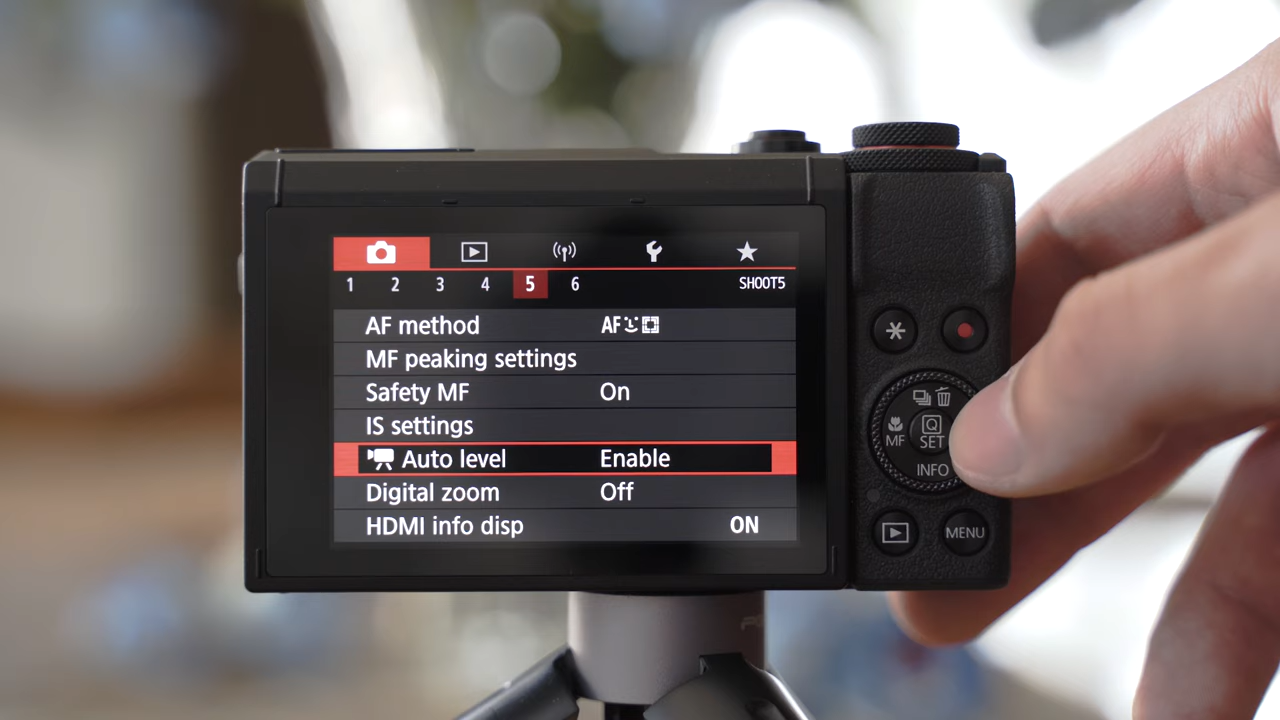 1 2 3 4 5 6 SHOOT5
AF method AF
MF peaking settings
Safety MF On
IS settings
Auto level Enable
Digital zoom Off
HDMI info disp ON
MF
Q
SET
INFO
MENU